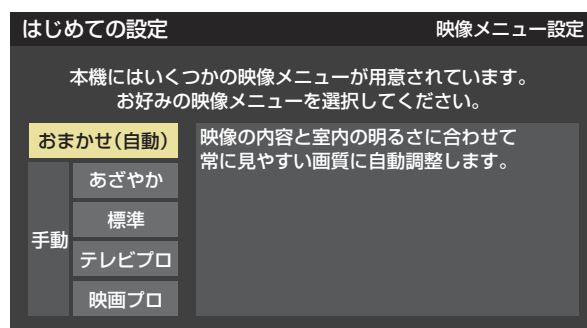 はじめての設定
映像メニュー設定
本機にはいくつかの映像メニューが用意されています。
お好みの映像メニューを選択してください。
おまかせ(自動)
映像の内容と室内の明るさに合わせて
常に見やすい画質に自動調整します。
手動
あざやか
標準
テレビプロ
映画プロ